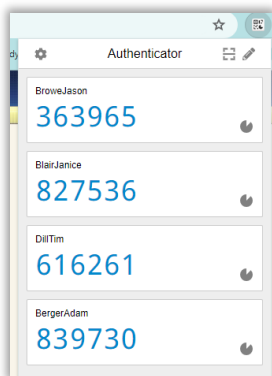 Authenticator
BroweJason
363965
BlairJanice
827536
DillTim
616261
BergerAdam
839730